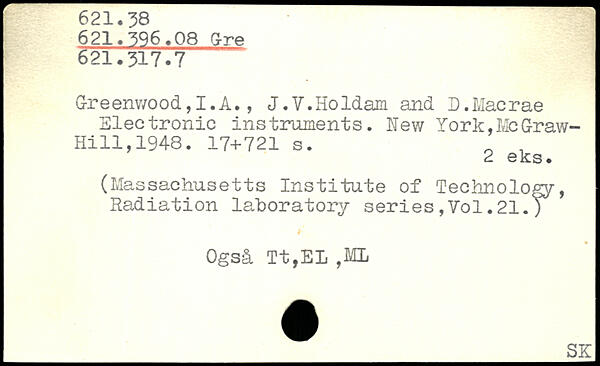 621.38
621.396.08 Gre
621.317.7
Greenwood,I.A., J.V.Holdam and D.Macrae
Electronic instruments. New York,McGraw-
Hill,1948. 17+721 s.
2 eks.
(Massachusetts Institute of Technology,
Radiation laboratory series,Vol.21.)
Også Tt,EL ,ML
SK